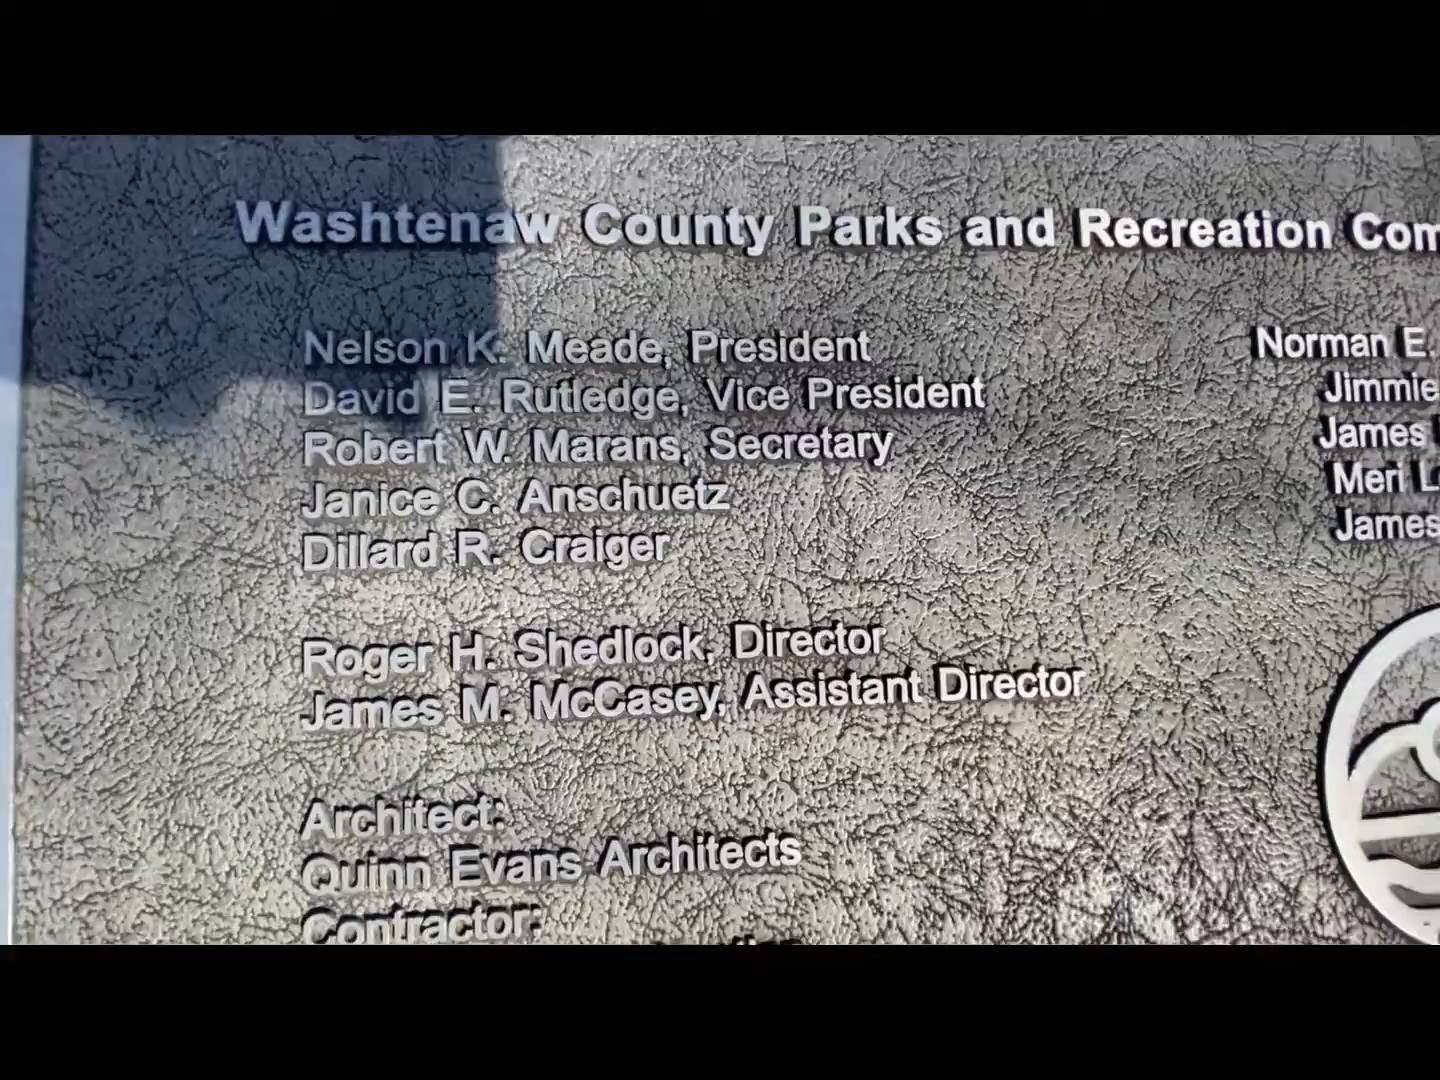 Washtenaw County Parks and Recreation Com
Nelson K. Meade, President
David E. Rutledge, Vice President
Robert W. Marans, Secretary
Janice C. Anschuetz
Dillard R. Craiger
Norman E.
Jimmie
James
Meri
James
Roger H. Shedlock, Director
James M. McCasey, Assistant Director
Architect:
Quinn Evans Architects
Contractor: